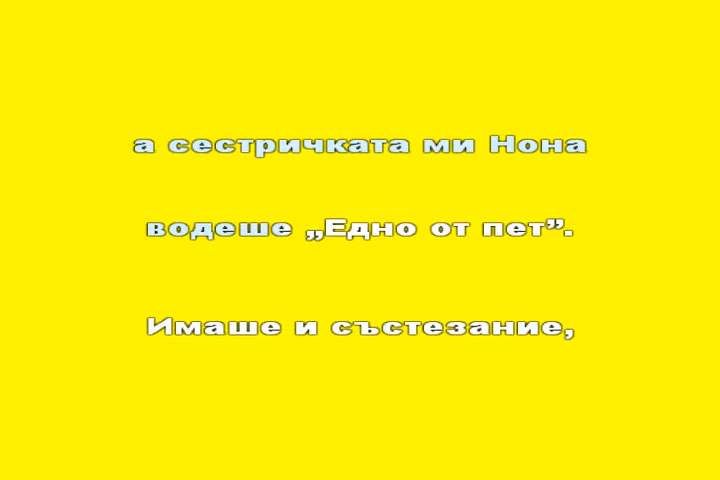 а сестричката ми Нона
водеше „Едно от пет”.
Имаше и състезание,